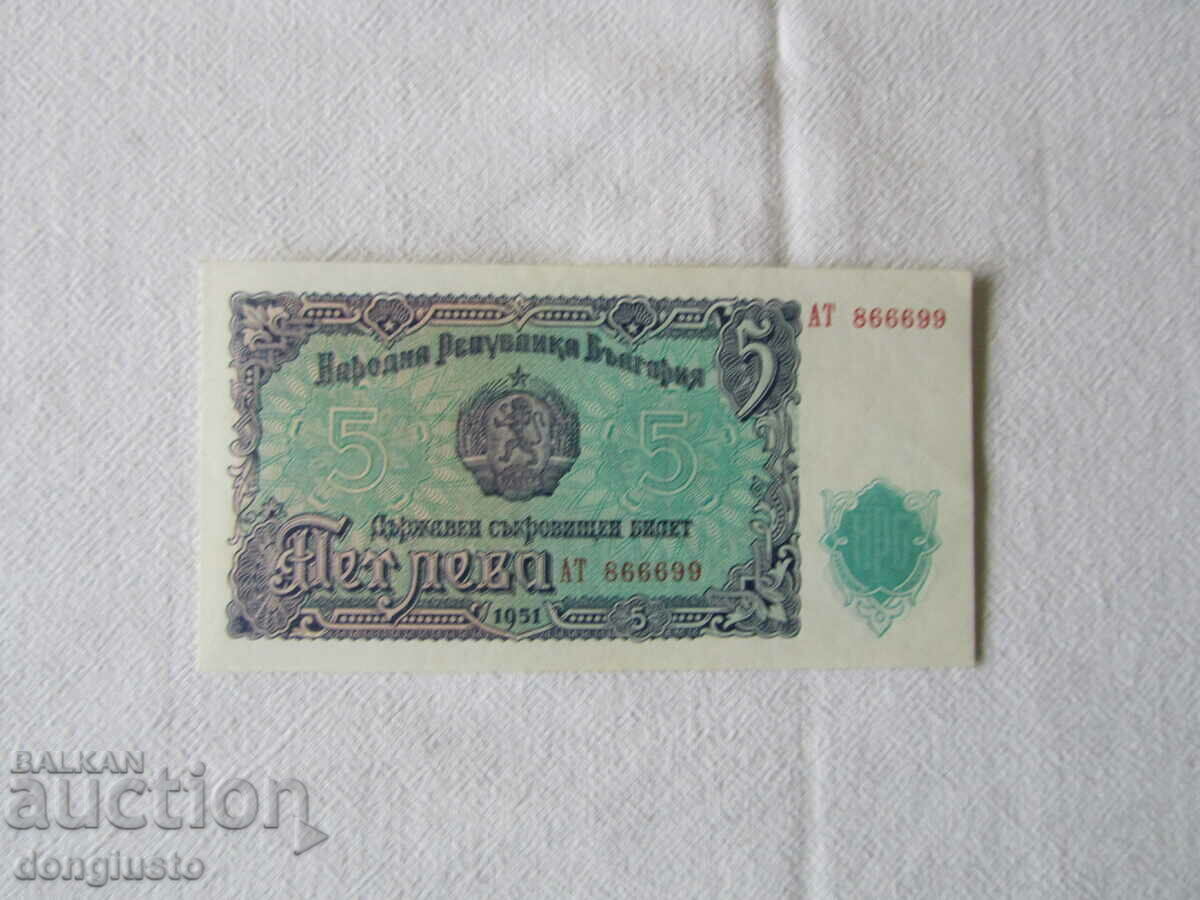 5
АТ 866699
Народна Република България
5
5
Държавен съкровищен билет
Пет лева АТ 866699
1951
5
НРБ
BALKAN
auction
dongiusto